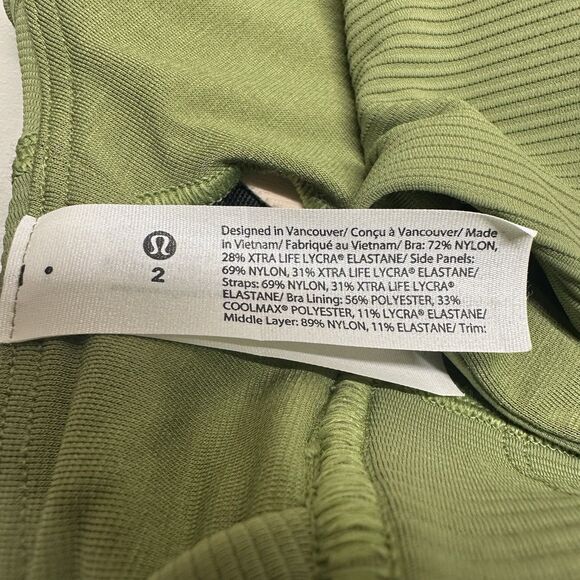 2
Designed in Vancouver/ Conçu à Vancouver/ Made
in Vietnam/ Fabriqué au Vietnam/ Bra: 72% NYLON,
28% XTRA LIFE LYCRA® ELASTANE/ Side Panels:
69% NYLON, 31% XTRA LIFE LYCRA® ELASTANE/
Straps: 69% NYLON, 31% XTRA LIFE LYCRA®
ELASTANE/ Bra Lining: 56% POLYESTER, 33%
COOLMAX® POLYESTER, 11% LYCRA® ELASTANE/
Middle Layer: 89% NYLON, 11% ELASTANE/ Trim: